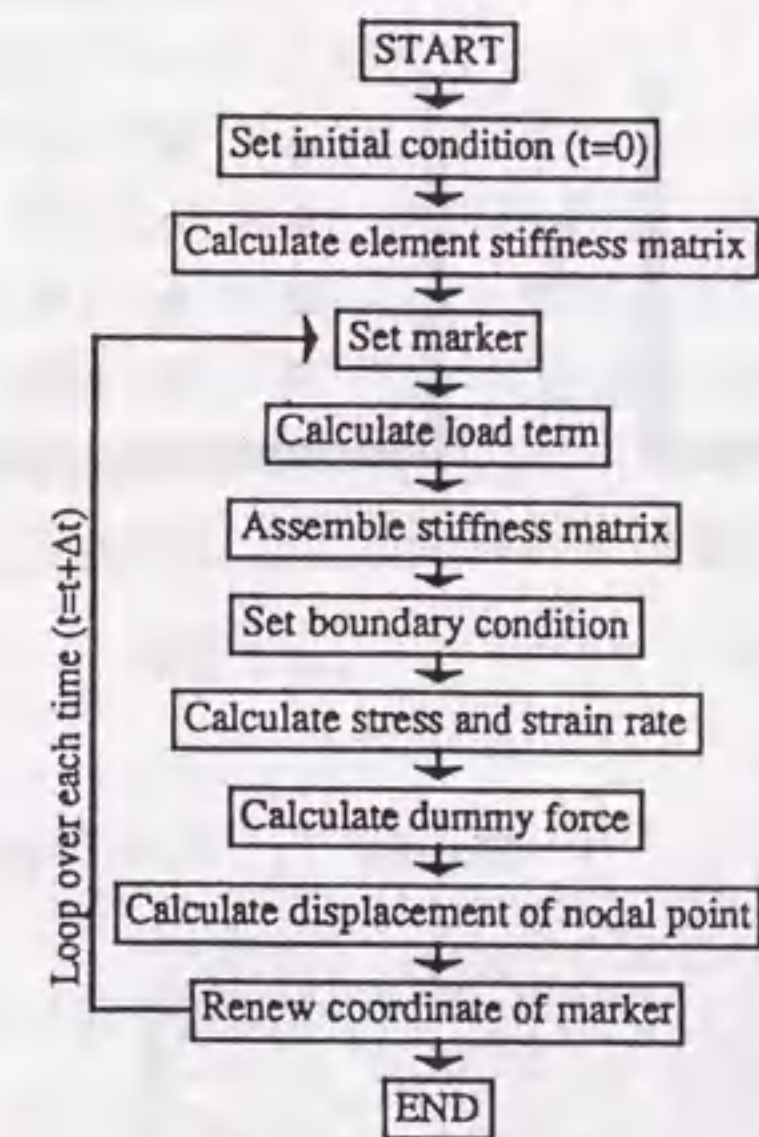 START
Set initial condition (t=0)
Calculate element stiffness matrix
Set marker
Calculate load term
Assemble stiffness matrix
Set boundary condition
Calculate stress and strain rate
Calculate dummy force
Calculate displacement of nodal point
Renew coordinate of marker
END
Loop over each time (t=t+Δt)